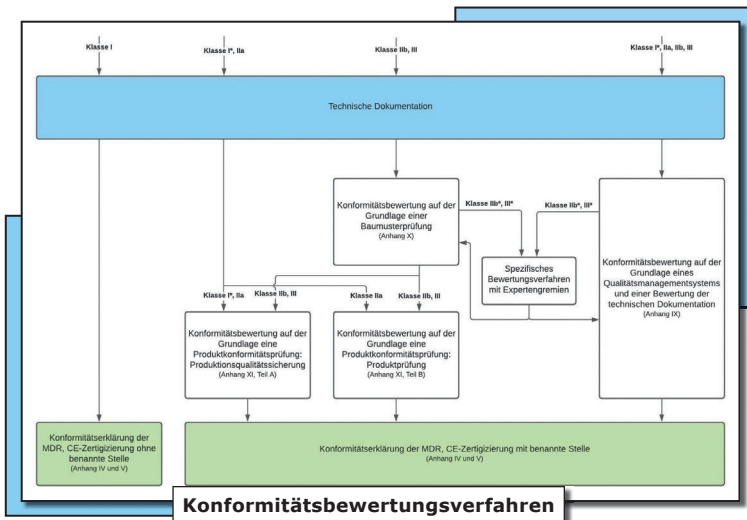 Klasse I
Klasse I*, IIa
Klasse IIb, III
Klasse I*, IIa, IIb, III
Technische Dokumentation
Konformitätsbewertung auf der
Grundlage einer
Baumusterprüfung
(Anhang X)
Klasse IIb*, III*
Klasse IIb*, III*
Spezifisches
Bewertungsverfahren
mit Expertengremien
Konformitätsbewertung auf der
Grundlage eines
Qualitätsmanagementsystems
und einer Bewertung der
technischen Dokumentation
(Anhang IX)
Klasse I*, IIa
Klasse IIb, III
Klasse IIa
Klasse IIb, III
Konformitätsbewertung auf der
Grundlage eine
Produktkonformitätsprüfung:
Produktionsqualitätssicherung
(Anhang XI, Teil A)
Konformitätsbewertung auf der
Grundlage eine
Produktkonformitätsprüfung:
Produktprüfung
(Anhang XI, Teil B)
Konformitätserklärung der
MDR, CE-Zertigizierung ohne
benannte Stelle
(Anhang IV und V)
Konformitätserklärung der MDR, CE-Zertigizierung mit benannte Stelle
(Anhang IV und V)
Konformitätsbewertungsverfahren